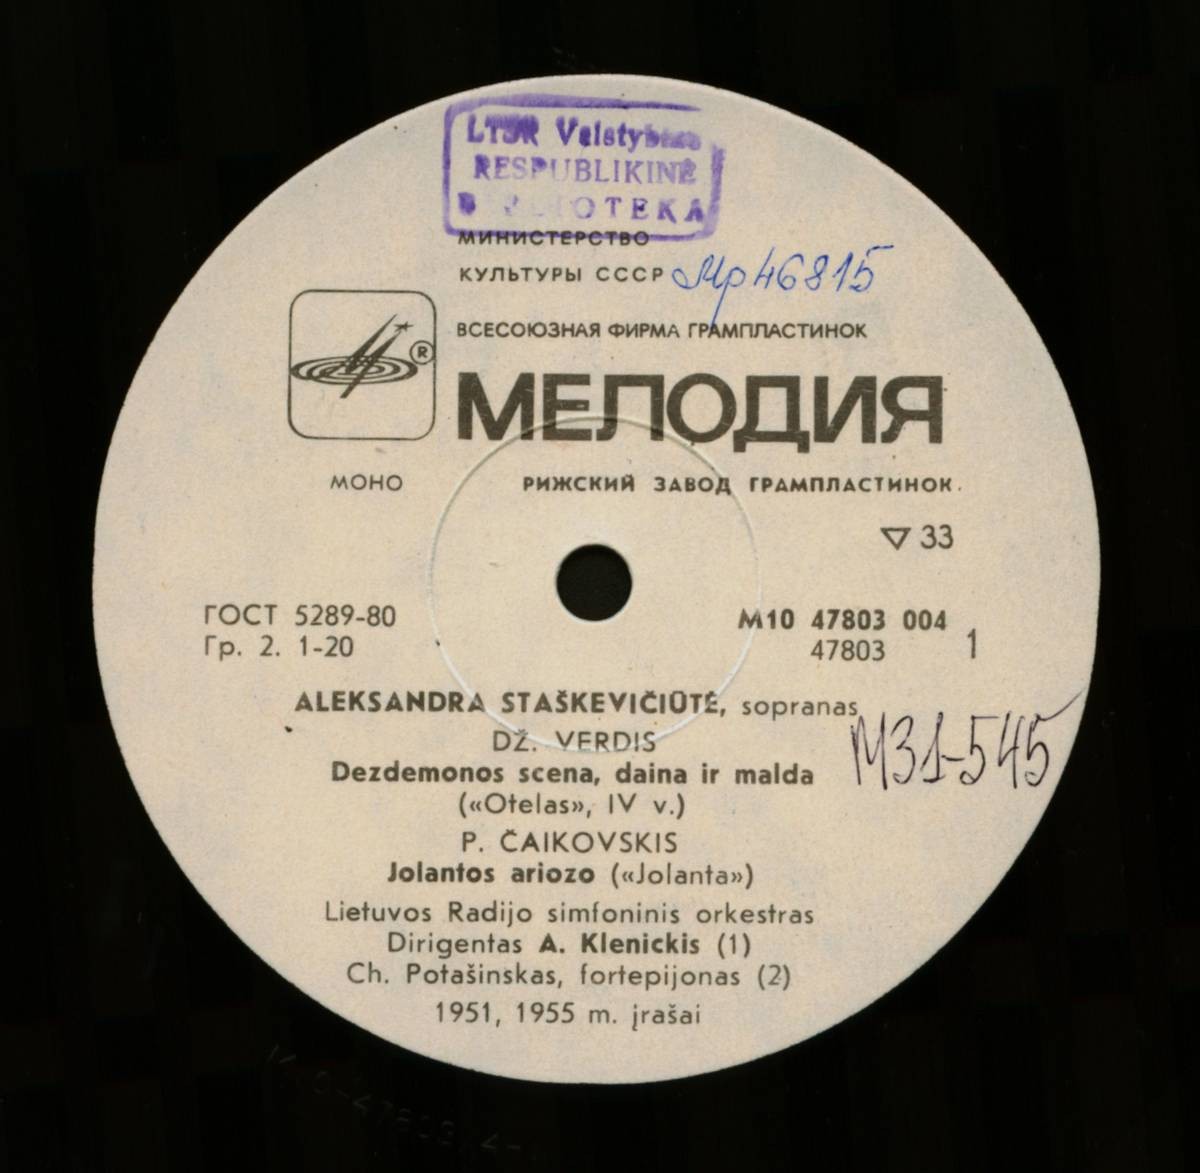 LTSR Valstybinė
RESPUBLIKINĖ
BIBLIOTEKA
МИНИСТЕРСТВО
КУЛЬТУРЫ СССР Мр46815
ВСЕСОЮЗНАЯ ФИРМА ГРАМПЛАСТИНОК
®
МЕЛОДИЯ
МОНО
РИЖСКИЙ ЗАВОД ГРАМПЛАСТИНОК.
▽ 33
ГОСТ 5289-80
Гр. 2. 1-20
М10 47803 004
47803
1
ALEKSANDRA STAŠKEVIČIŪTĖ, sopranas
DŽ. VERDIS
M31-545
Dezdemonos scena, daina ir malda
(«Otelas», IV v.)
P. ČAIKOVSKIS
Jolantos ariozo («Jolanta»)
Lietuvos Radijo simfoninis orkestras
Dirigentas A. Klenickis (1)
Ch. Potašinskas, fortepijonas (2)
1951, 1955 m. įrašai